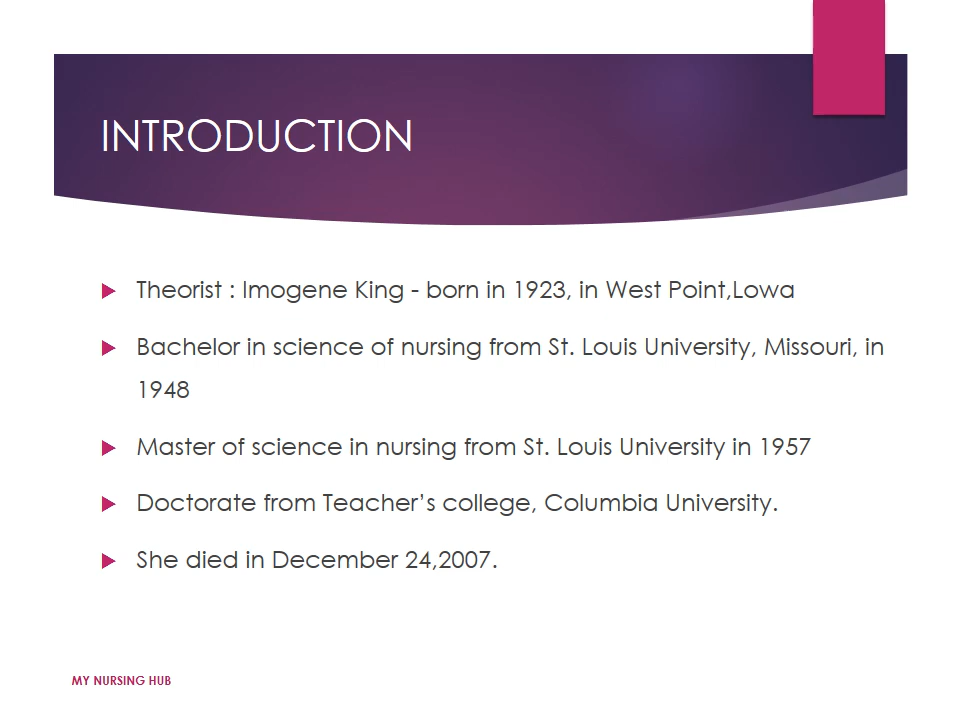 INTRODUCTION
Theorist : Imogene King - born in 1923, in West Point,Lowa
Bachelor in science of nursing from St. Louis University, Missouri, in
1948
Master of science in nursing from St. Louis University in 1957
Doctorate from Teacher’s college, Columbia University.
She died in December 24,2007.
MY NURSING HUB